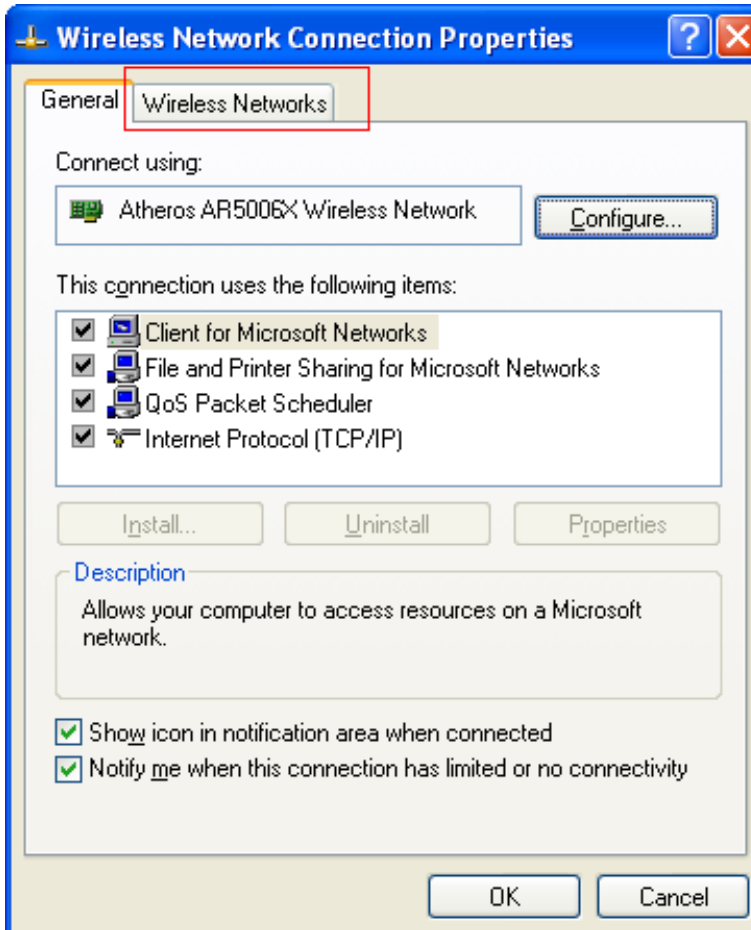 Wireless Network Connection Properties
General
Wireless Networks
Connect using:
Atheros AR5006X Wireless Network
Configure...
This connection uses the following items:
Client for Microsoft Networks
File and Printer Sharing for Microsoft Networks
QoS Packet Scheduler
Internet Protocol (TCP/IP)
Install...
Uninstall
Properties
Description
Allows your computer to access resources on a Microsoft
network.
Show icon in notification area when connected
Notify me when this connection has limited or no connectivity
OK
Cancel